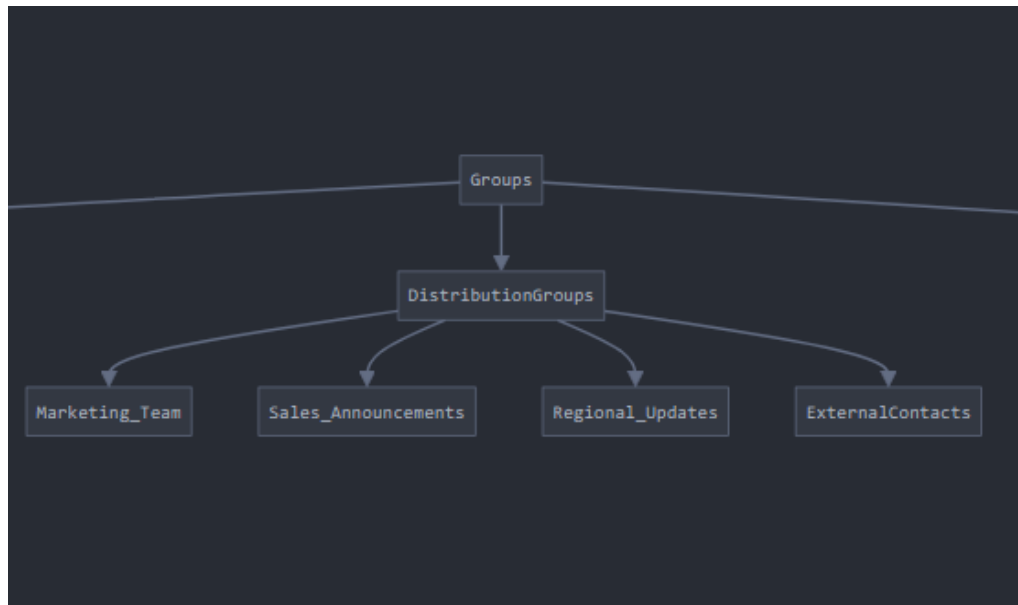 Groups
DistributionGroups
Marketing_Team
Sales_Announcements
Regional_Updates
ExternalContacts